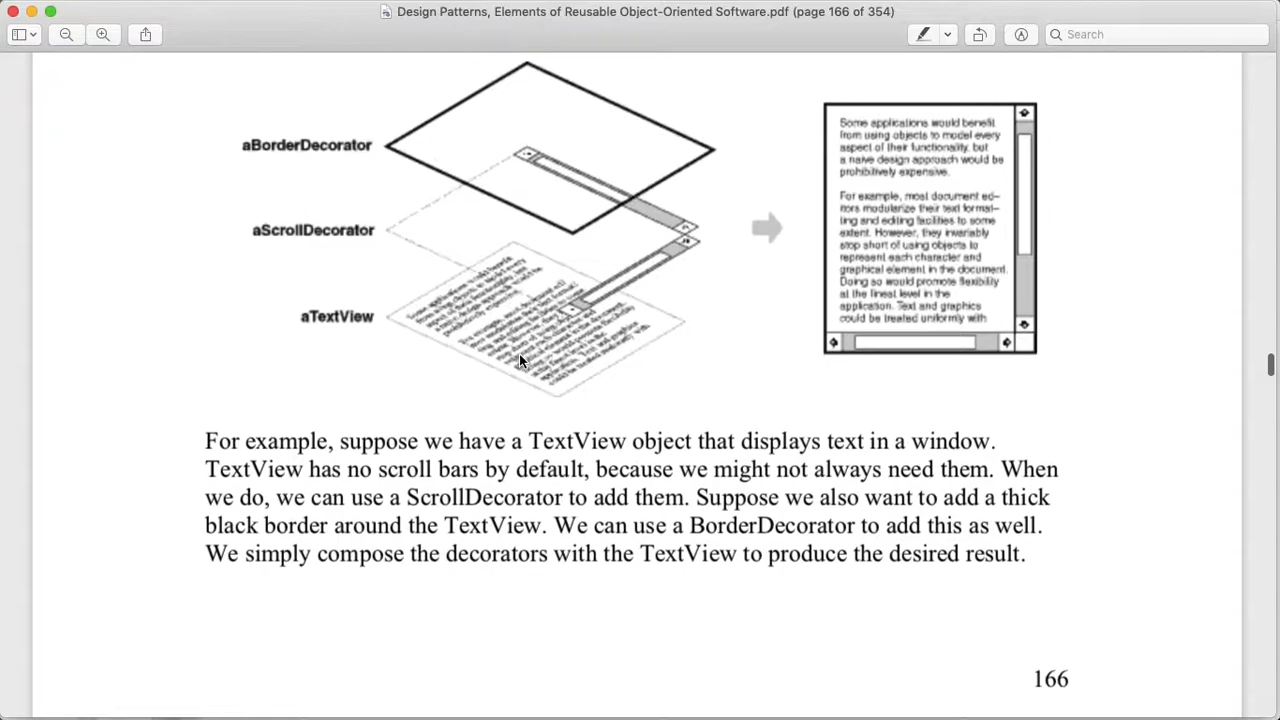 Design Patterns, Elements of Reusable Object-Oriented Software.pdf (page 166 of 354)
Search
aBorderDecorator
aScrollDecorator
aTextView
Some applications would benefit
from using objects to model every
aspect of their functionality, but
a naive design approach would be
prohibitively expensive.
For example, most document ed-
itors modularize their text format-
ting and editing facilities to some
extent. However, they invariably
stop short of using objects to
represent each character and
graphical element in the document.
Doing so would promote flexibility
at the finest level in the
application. Text and graphics
could be treated uniformly with
For example, suppose we have a TextView object that displays text in a window.
TextView has no scroll bars by default, because we might not always need them. When
we do, we can use a ScrollDecorator to add them. Suppose we also want to add a thick
black border around the TextView. We can use a BorderDecorator to add this as well.
We simply compose the decorators with the TextView to produce the desired result.
166